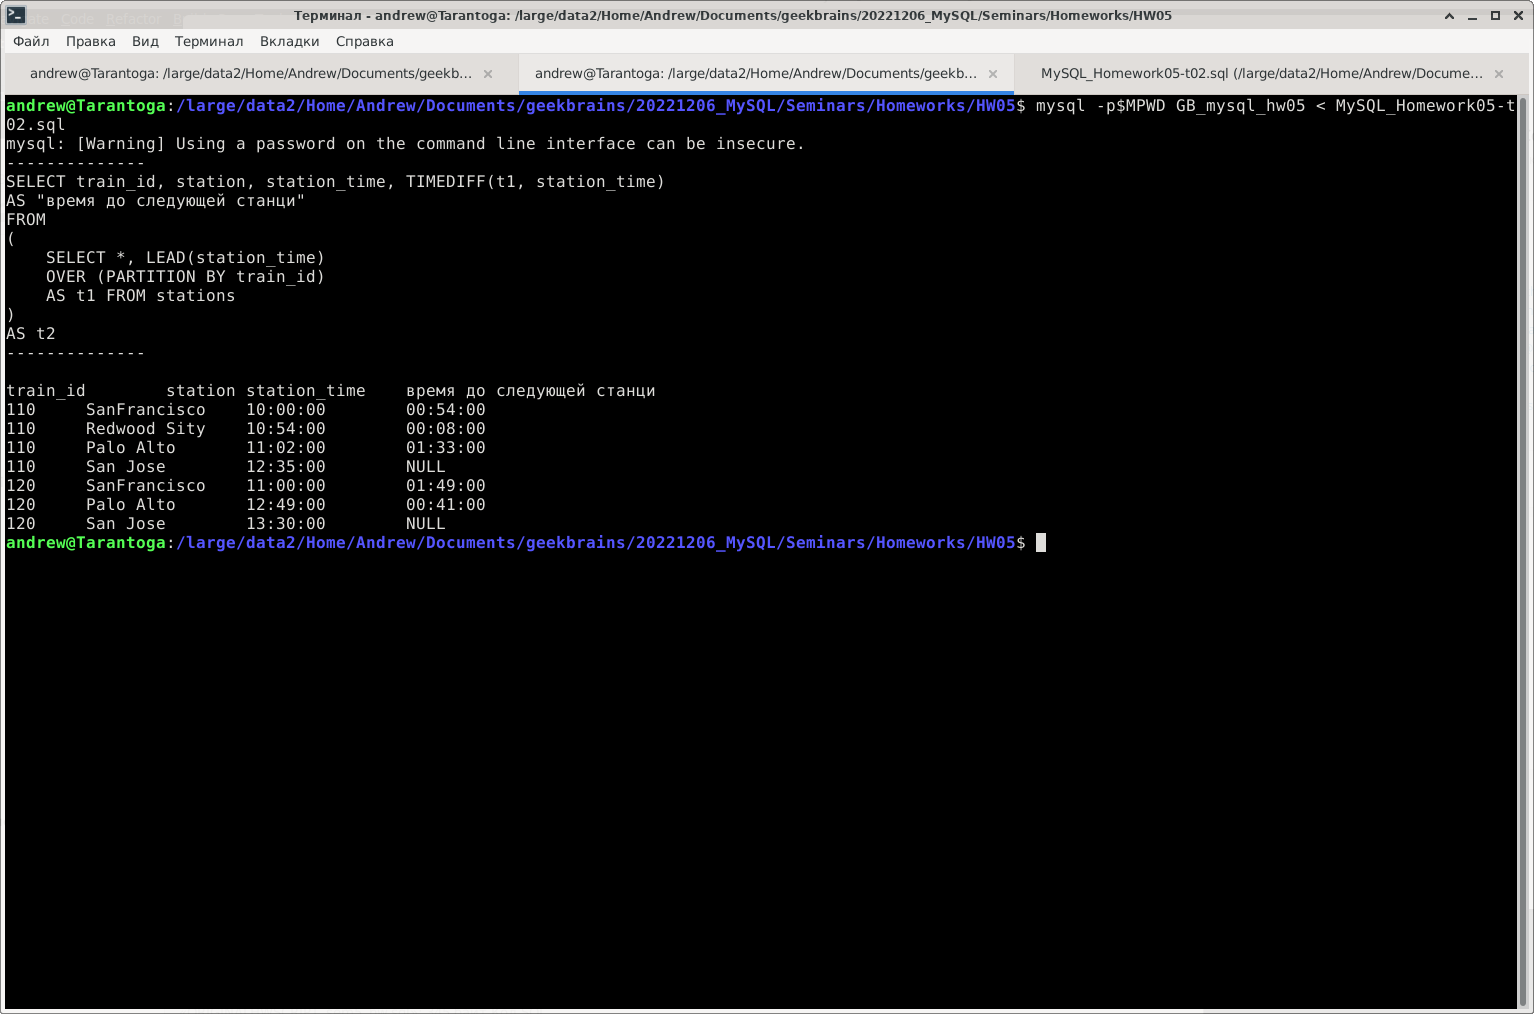 Терминал - andrew@Tarantoga: /large/data2/Home/Andrew/Documents/geekbrains/20221206_MySQL/Seminars/Homeworks/HW05
Файл Правка Вид Терминал Вкладки Справка
andrew@Tarantoga: /large/data2/Home/Andrew/Documents/geekb... × andrew@Tarantoga: /large/data2/Home/Andrew/Documents/geekb... × MySQL_Homework05-t02.sql (/large/data2/Home/Andrew/Docume... ×
andrew@Tarantoga:/large/data2/Home/Andrew/Documents/geekbrains/20221206_MySQL/Seminars/Homeworks/HW05$ mysql -p$MPWD GB_mysql_hw05 < MySQL_Homework05-t
02.sql
mysql: [Warning] Using a password on the command line interface can be insecure.
--------------
SELECT train_id, station, station_time, TIMEDIFF(t1, station_time)
AS "время до следующей станци"
FROM
(
    SELECT *, LEAD(station_time)
    OVER (PARTITION BY train_id)
    AS t1 FROM stations
)
AS t2
--------------
train_id        station station_time    время до следующей станци
110     SanFrancisco    10:00:00        00:54:00
110     Redwood Sity    10:54:00        00:08:00
110     Palo Alto       11:02:00        01:33:00
110     San Jose        12:35:00        NULL
120     SanFrancisco    11:00:00        01:49:00
120     Palo Alto       12:49:00        00:41:00
120     San Jose        13:30:00        NULL
andrew@Tarantoga:/large/data2/Home/Andrew/Documents/geekbrains/20221206_MySQL/Seminars/Homeworks/HW05$